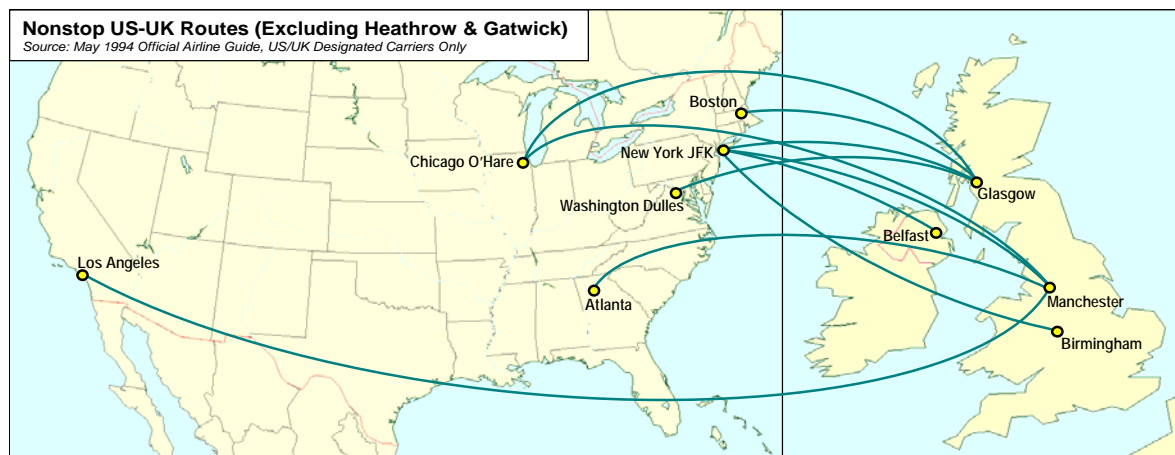 Nonstop US-UK Routes (Excluding Heathrow & Gatwick)
Source: May 1994 Official Airline Guide, US/UK Designated Carriers Only
Boston
New York JFK
Chicago O'Hare
Glasgow
Washington Dulles
Belfast
Los Angeles
Manchester
Atlanta
Birmingham